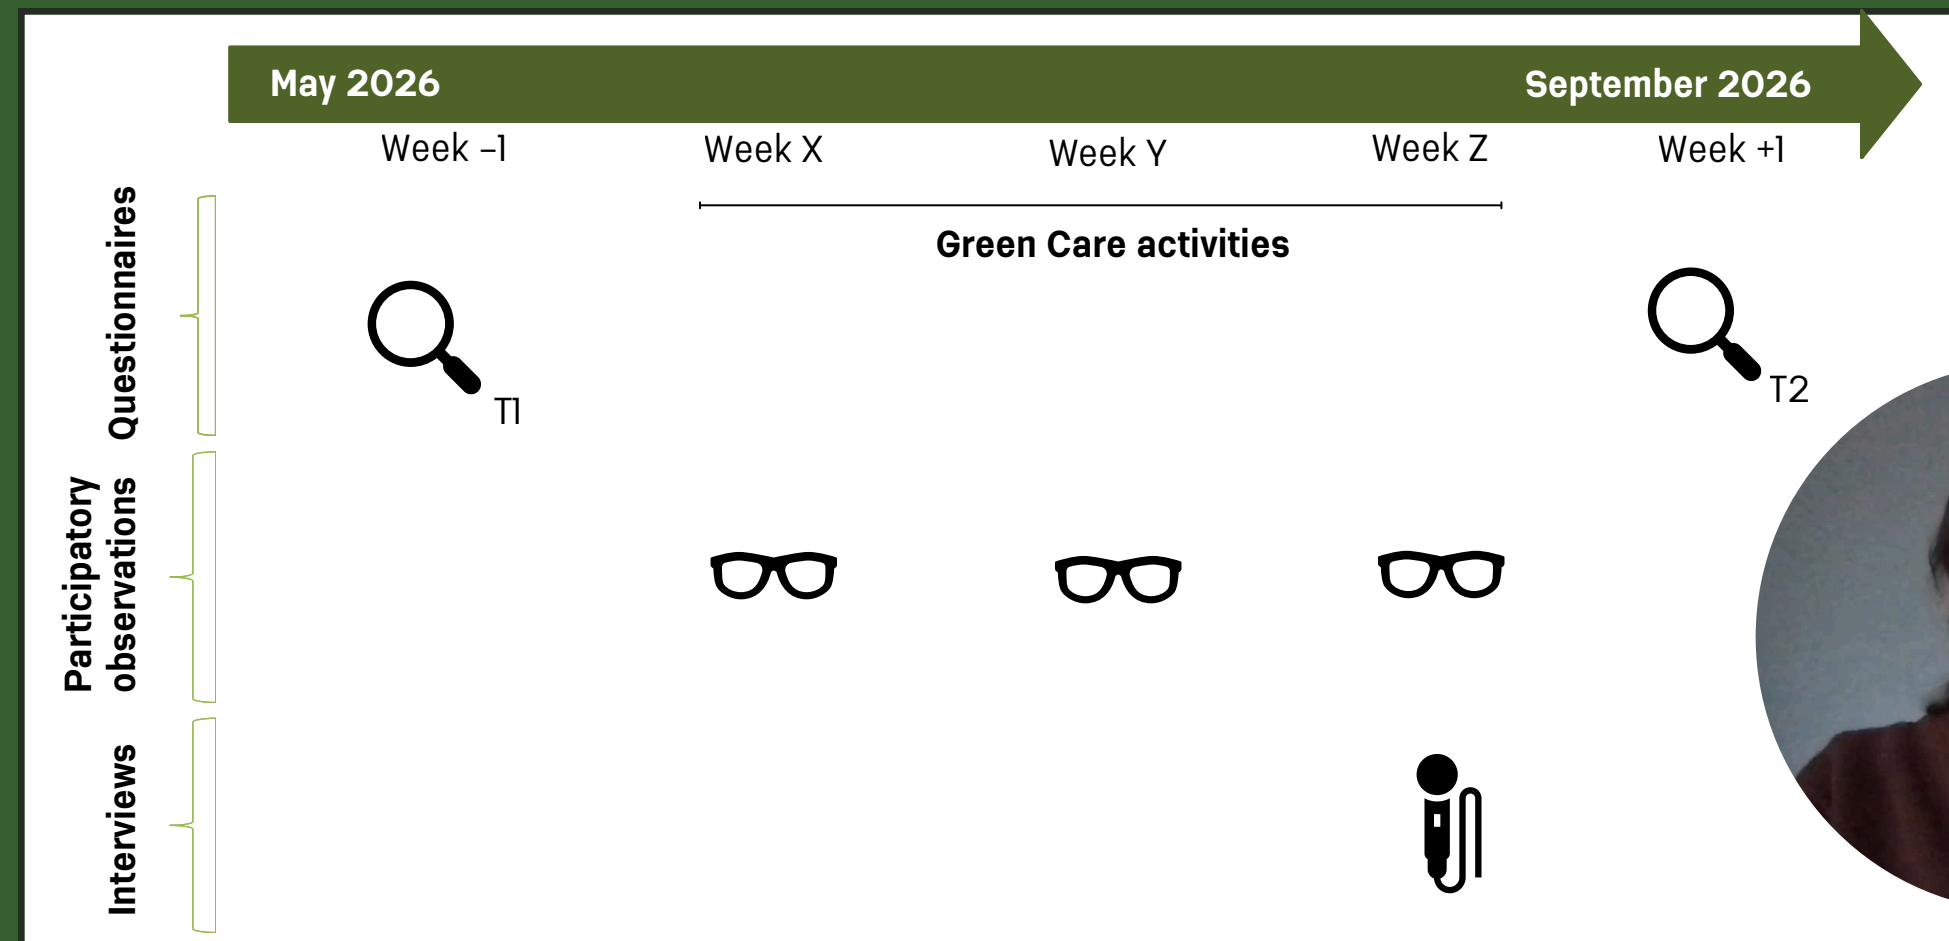 May 2026
September 2026
Week –1
Week X
Week Y
Week Z
Week +1
Green Care activities
Questionnaires
T1
T2
Participatory
observations
Interviews